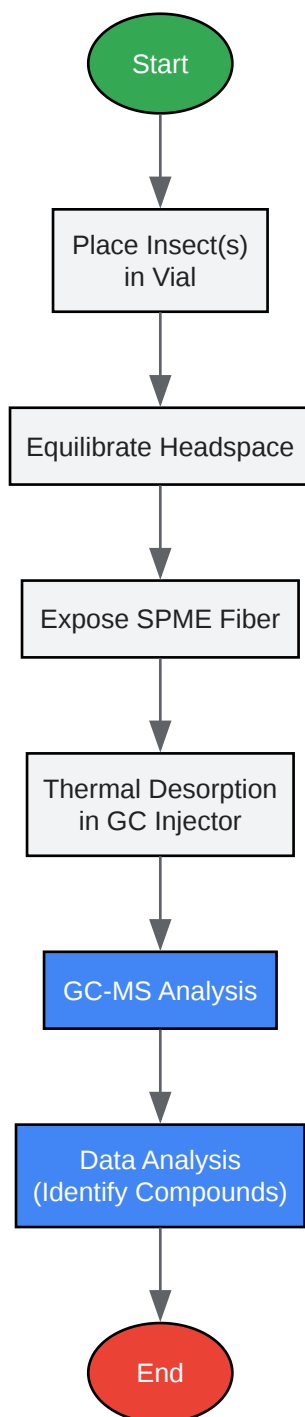 Start
Place Insect(s)
in Vial
Equilibrate Headspace
Expose SPME Fiber
Thermal Desorption
in GC Injector
GC-MS Analysis
Data Analysis
(Identify Compounds)
End